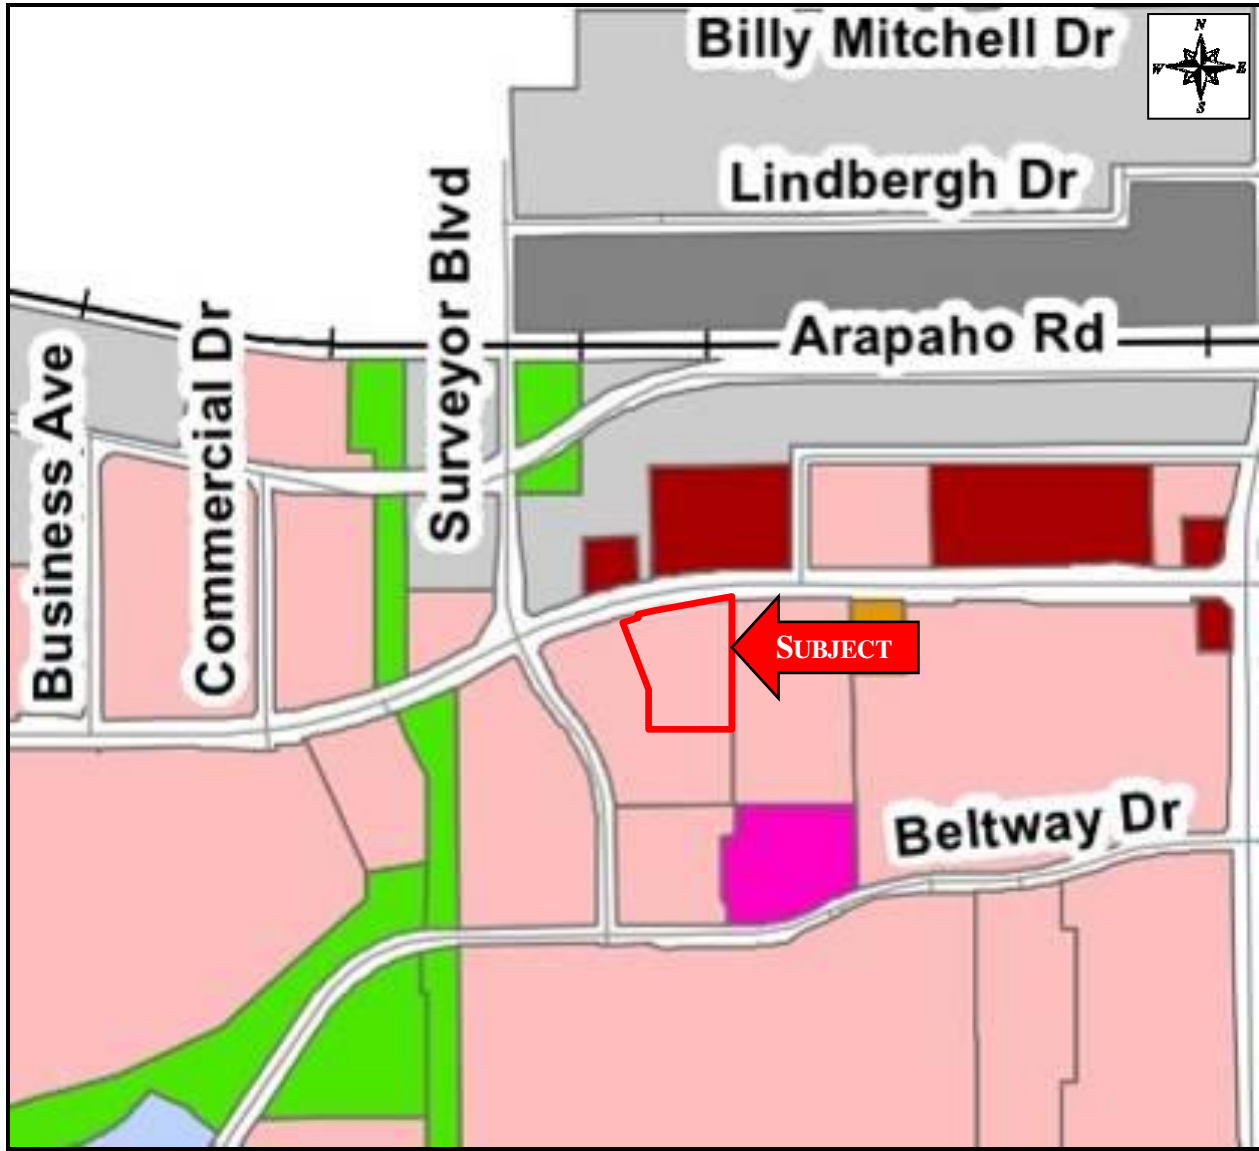 Billy Mitchell Dr
N
W E
S
Lindbergh Dr
Surveyor Blvd
Arapaho Rd
Commercial Dr
Business Ave
SUBJECT
Beltway Dr